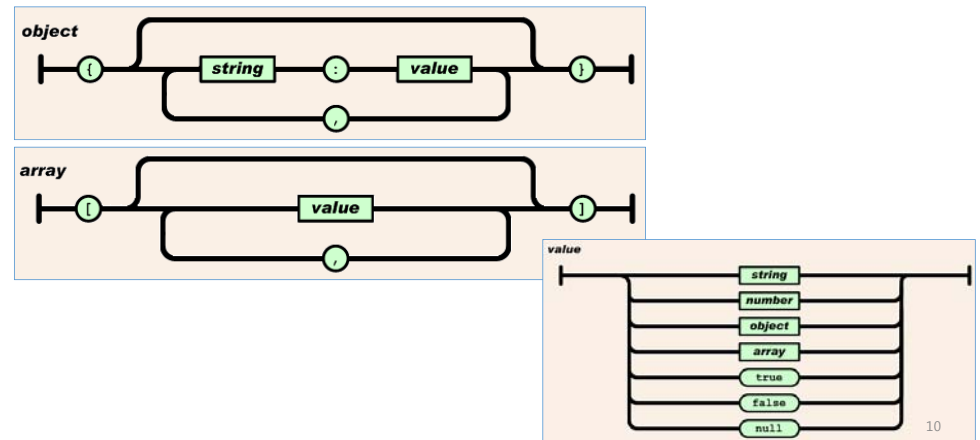 object
{ string : value }
,
array
[ value ]
,
value
string
number
object
array
true
false
null
10